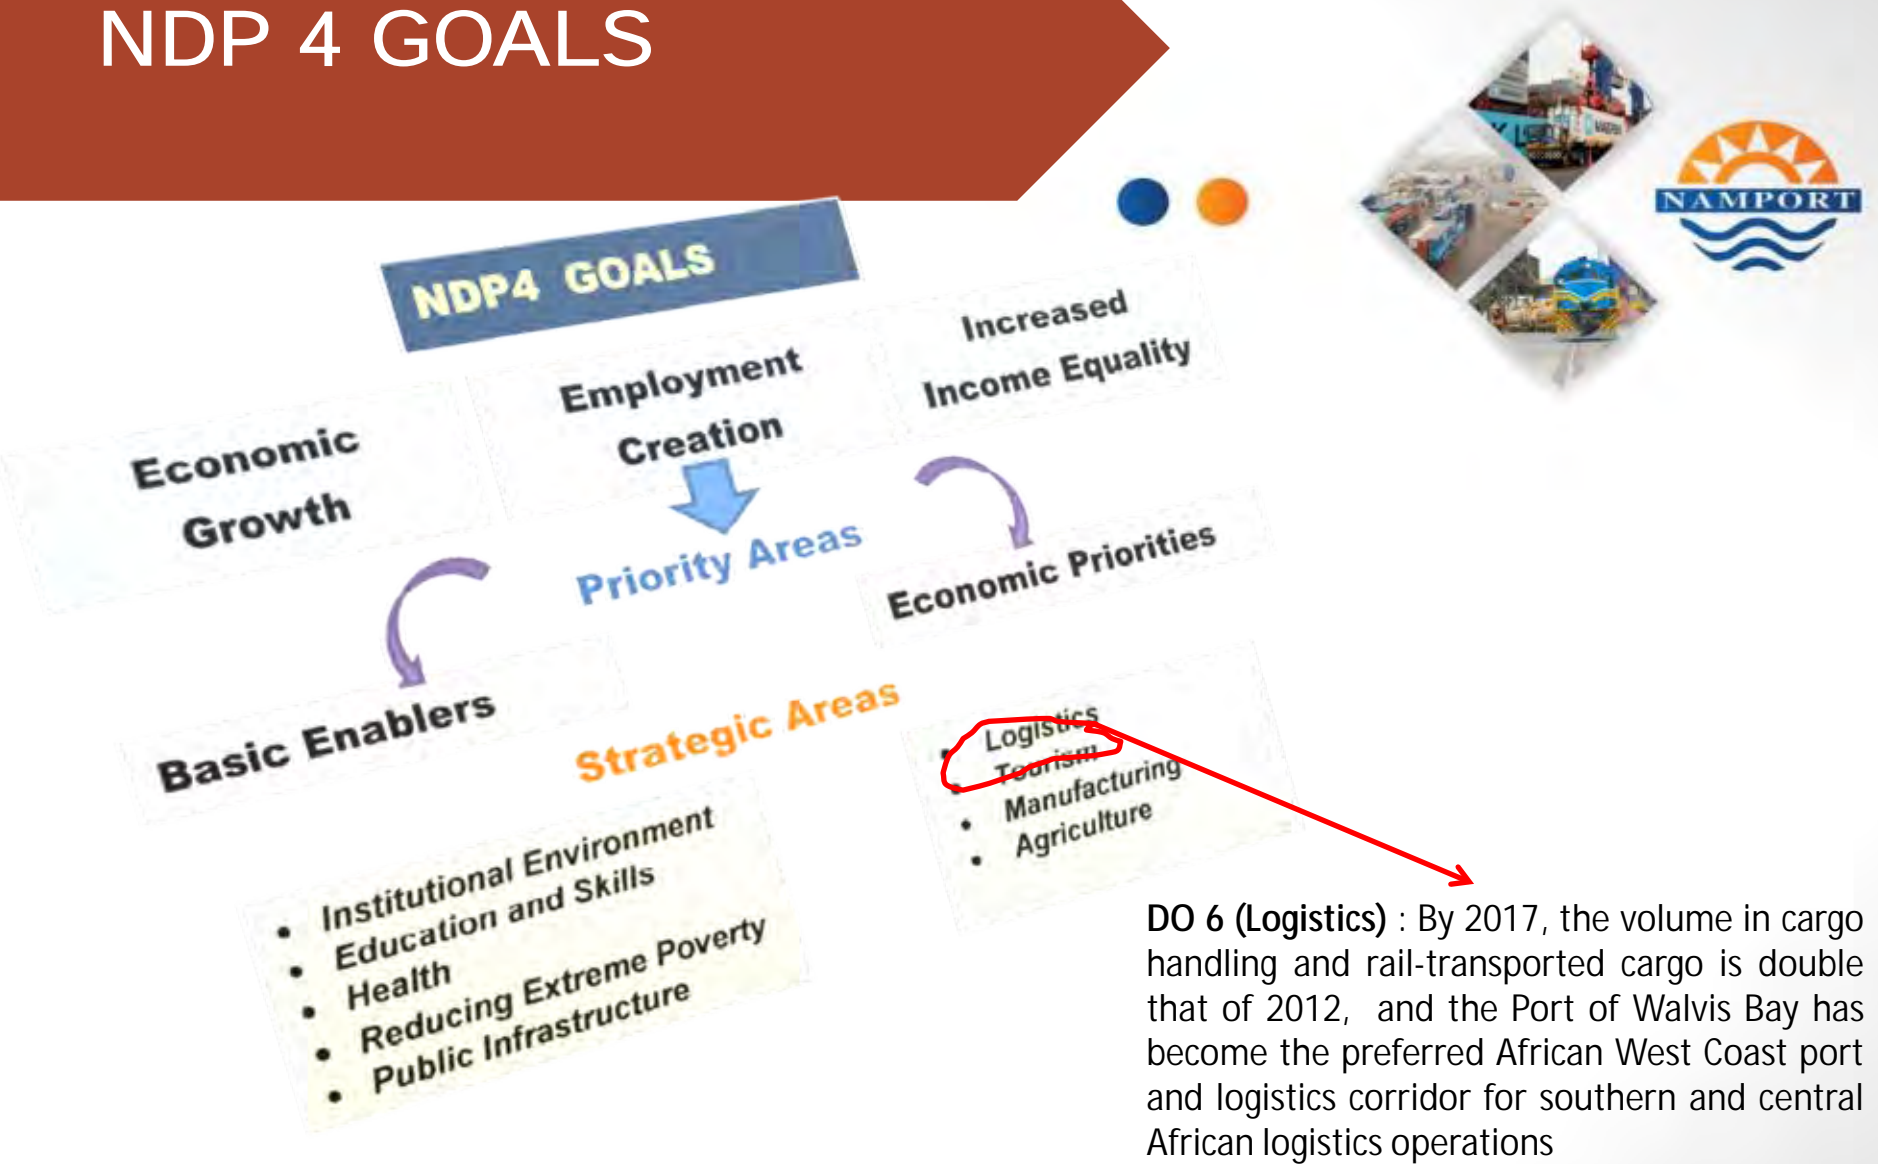 NDP 4 GOALS
NAMPORT
NDP4 GOALS
Economic
Growth
Employment
Creation
Increased
Income Equality
Priority Areas
Basic Enablers
Economic Priorities
Strategic Areas
• Institutional Environment
• Education and Skills
• Health
• Reducing Extreme Poverty
• Public Infrastructure
• Logistics
• Tourism
• Manufacturing
• Agriculture
DO 6 (Logistics) : By 2017, the volume in cargo
handling and rail-transported cargo is double
that of 2012, and the Port of Walvis Bay has
become the preferred African West Coast port
and logistics corridor for southern and central
African logistics operations